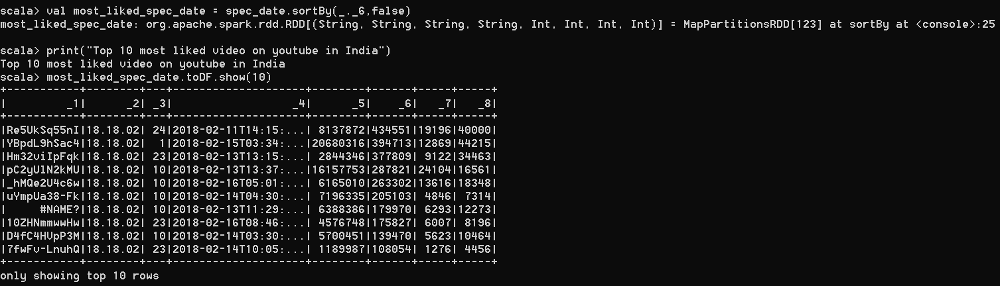 scala> val most_liked_spec_date = spec_date.sortBy(_._6,false)
most_liked_spec_date: org.apache.spark.rdd.RDD[(String, String, String, String, Int, Int, Int, Int)] = MapPartitionsRDD[123] at sortBy at <console>:25
scala> print("Top 10 most liked video on youtube in India")
Top 10 most liked video on youtube in India
scala> most_liked_spec_date.toDF.show(10)
+-----------+--------+---+--------------------+--------+------+-----+-----+
|         _1|      _2| _3|                  _4|      _5|    _6|   _7|   _8|
+-----------+--------+---+--------------------+--------+------+-----+-----+
|Re5UkSq55nI|18.18.02| 24|2018-02-11T14:15:...| 8137872|434551|19196|40000|
|YBpdL9hSac4|18.18.02|  1|2018-02-15T03:34:...|20680316|394713|12869|44215|
|Hm32viIpFqk|18.18.02| 23|2018-02-13T13:15:...| 2844346|377809| 9122|34463|
|pC2yUlN2kMU|18.18.02| 10|2018-02-13T13:37:...|16157753|287821|24104|16561|
|_hMQe2U4c6w|18.18.02| 10|2018-02-16T05:01:...| 6165010|263302|13616|18348|
|uYmpUa38-Fk|18.18.02| 10|2018-02-14T04:30:...| 7196335|205103| 4846| 7314|
|     #NAME?|18.18.02| 10|2018-02-13T11:29:...| 6388386|179970| 6293|12273|
|10ZHNmmwwHw|18.18.02| 23|2018-02-16T08:46:...| 4576748|175827| 6007| 8196|
|D4fC4HVpP3M|18.18.02| 10|2018-02-14T03:30:...| 5700451|139470| 5623|10464|
|7fwFv-LnuhQ|18.18.02| 23|2018-02-14T10:05:...| 1189987|108054| 1276| 4456|
+-----------+--------+---+--------------------+--------+------+-----+-----+
only showing top 10 rows